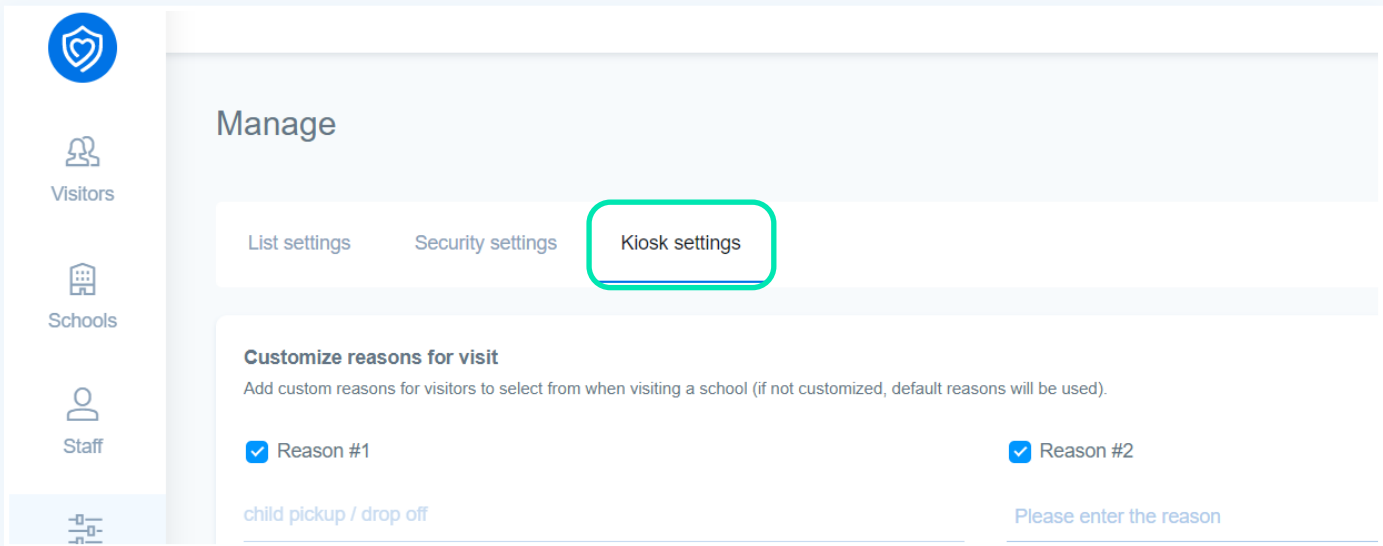 Manage
Visitors
List settings
Security settings
Kiosk settings
Schools
Customize reasons for visit
Add custom reasons for visitors to select from when visiting a school (if not customized, default reasons will be used).
Staff
Reason #1
Reason #2
child pickup / drop off
Please enter the reason